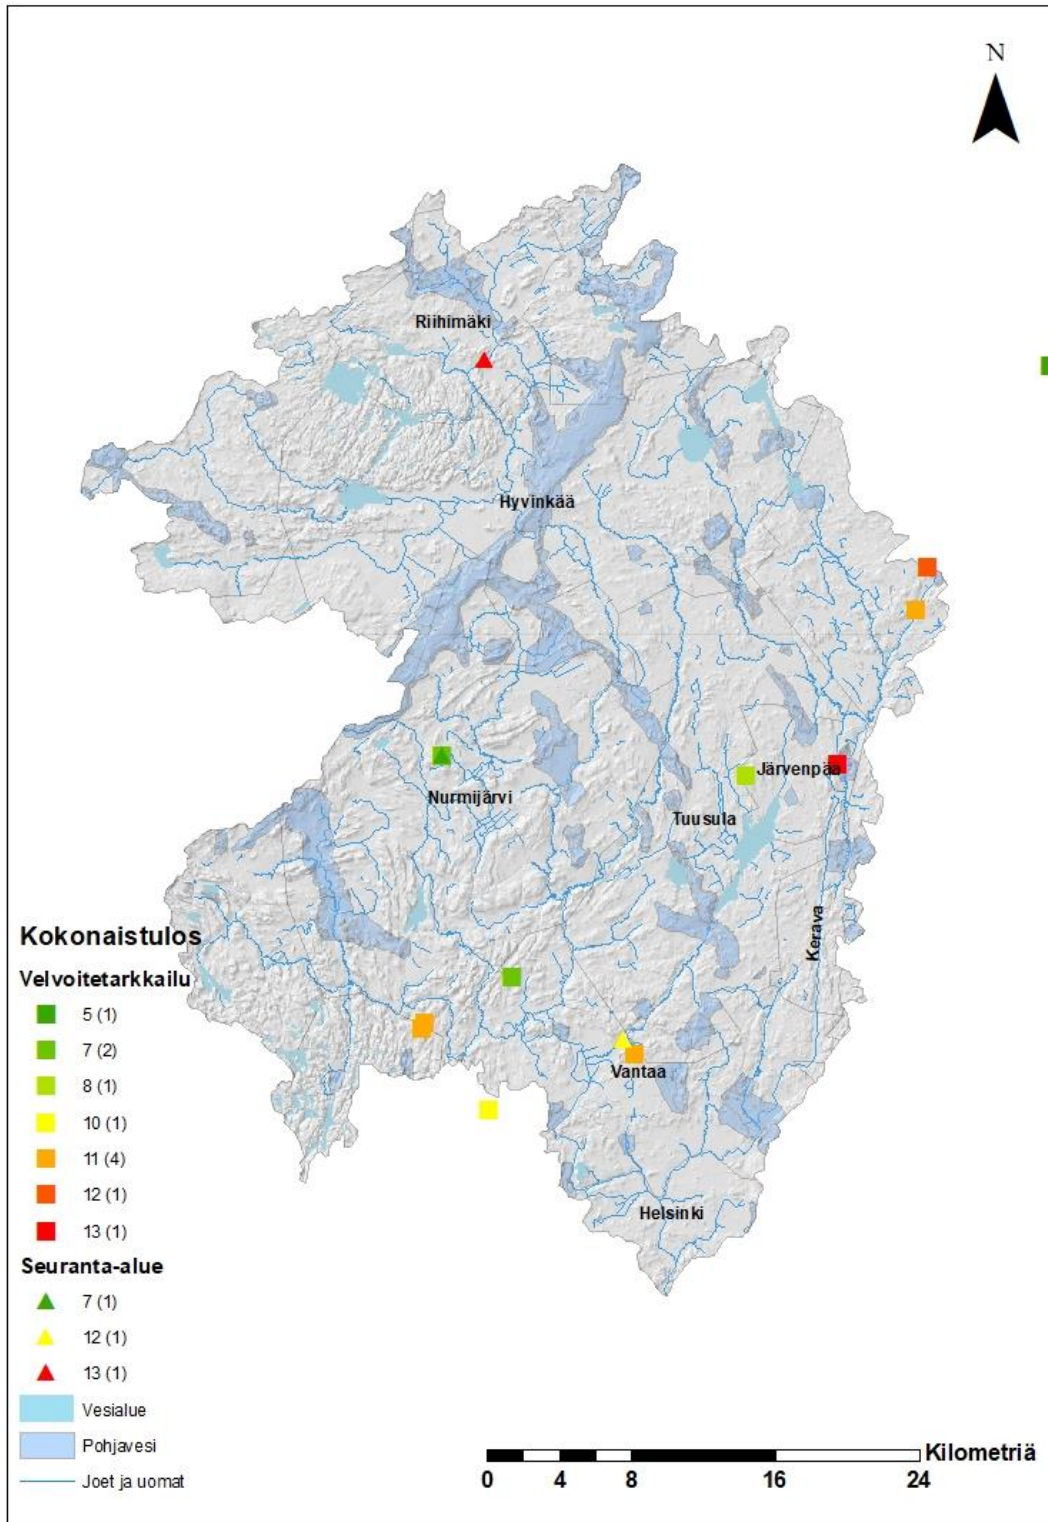 N
Riihimäki
Hyvinkää
Järvenpää
Nurmijärvi
Tuusula
Kerava
Vantaa
Helsinki
Kokonaistulos
Velvoitetarkkailu
5 (1)
7 (2)
8 (1)
10 (1)
11 (4)
12 (1)
13 (1)
Seuranta-alue
7 (1)
12 (1)
13 (1)
Vesialue
Pohjavesi
Joet ja uomat
Kilometriä
0 4 8 16 24